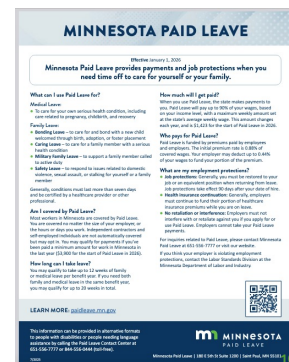 MINNESOTA PAID LEAVE
Effective January 1, 2026
Minnesota Paid Leave provides payments and job protections when you
need time off to care for yourself or your family.
What can I use Paid Leave for?
Medical Leave:
• To care for your own serious health condition, including
care related to pregnancy, childbirth, and recovery
Family Leave:
• Bonding Leave – to care for and bond with a new child
welcomed through birth, adoption, or foster placement
• Caring Leave – to care for a family member with a serious
health condition
• Military Family Leave – to support a family member called
to active duty
• Safety Leave – to respond to issues related to domestic
violence, sexual assault, or stalking for yourself or a family
member
Generally, conditions must last more than seven days
and be certified by a healthcare provider or other
professional.
Am I covered by Paid Leave?
Most workers in Minnesota are covered by Paid Leave.
You are covered no matter the size of your employer, or
the hours or days you work. Independent contractors and
self-employed individuals are not automatically covered
but may opt in. You may qualify for payments if you've
been paid a minimum amount for work in Minnesota in
the last year ($3,900 for the start of Paid Leave in 2026).
How long can I take leave?
You may qualify to take up to 12 weeks of family
or medical leave per benefit year. If you need both
family and medical leave in the same benefit year,
you may qualify for up to 20 weeks in total.
How much will I get paid?
When you use Paid Leave, the state makes payments to
you. Paid Leave will pay up to 90% of your wages, based
on your income level, with a maximum weekly amount set
at the state's average weekly wage. This amount changes
each year, and is $1,423 for the start of Paid Leave in 2026.
Who pays for Paid Leave?
Paid Leave is funded by premiums paid by employees
and employers. The initial premium rate is 0.88% of
covered wages. Your employer may deduct up to 0.44%
of your wages to fund your portion of the premium.
What are my employment protections?
• Job protections: Generally, you must be restored to your
job or an equivalent position when returning from leave.
Job protections take effect 90 days after your date of hire.
• Health insurance continuation: Generally, employers
must continue to fund their portion of healthcare
insurance premiums while you are on leave.
• No retaliation or interference: Employers must not
interfere with or retaliate against you if you apply for or
use Paid Leave. Employers cannot take your Paid Leave
payments.
For inquiries related to Paid Leave, please contact Minnesota
Paid Leave at 651-556-7777 or visit our website.
If you think your employer is violating employment
protections, contact the Labor Standards Division at the
Minnesota Department of Labor and Industry.
LEARN MORE: paidleave.mn.gov
This information can be provided in alternative formats
to people with disabilities or people needing language
assistance by calling the Paid Leave Contact Center at
651-556-7777 or 844-556-0444 (toll-free).
MINNESOTA
PAID LEAVE
Minnesota Paid Leave | 180 E 5th St Suite 1200 | Saint Paul, MN 55101